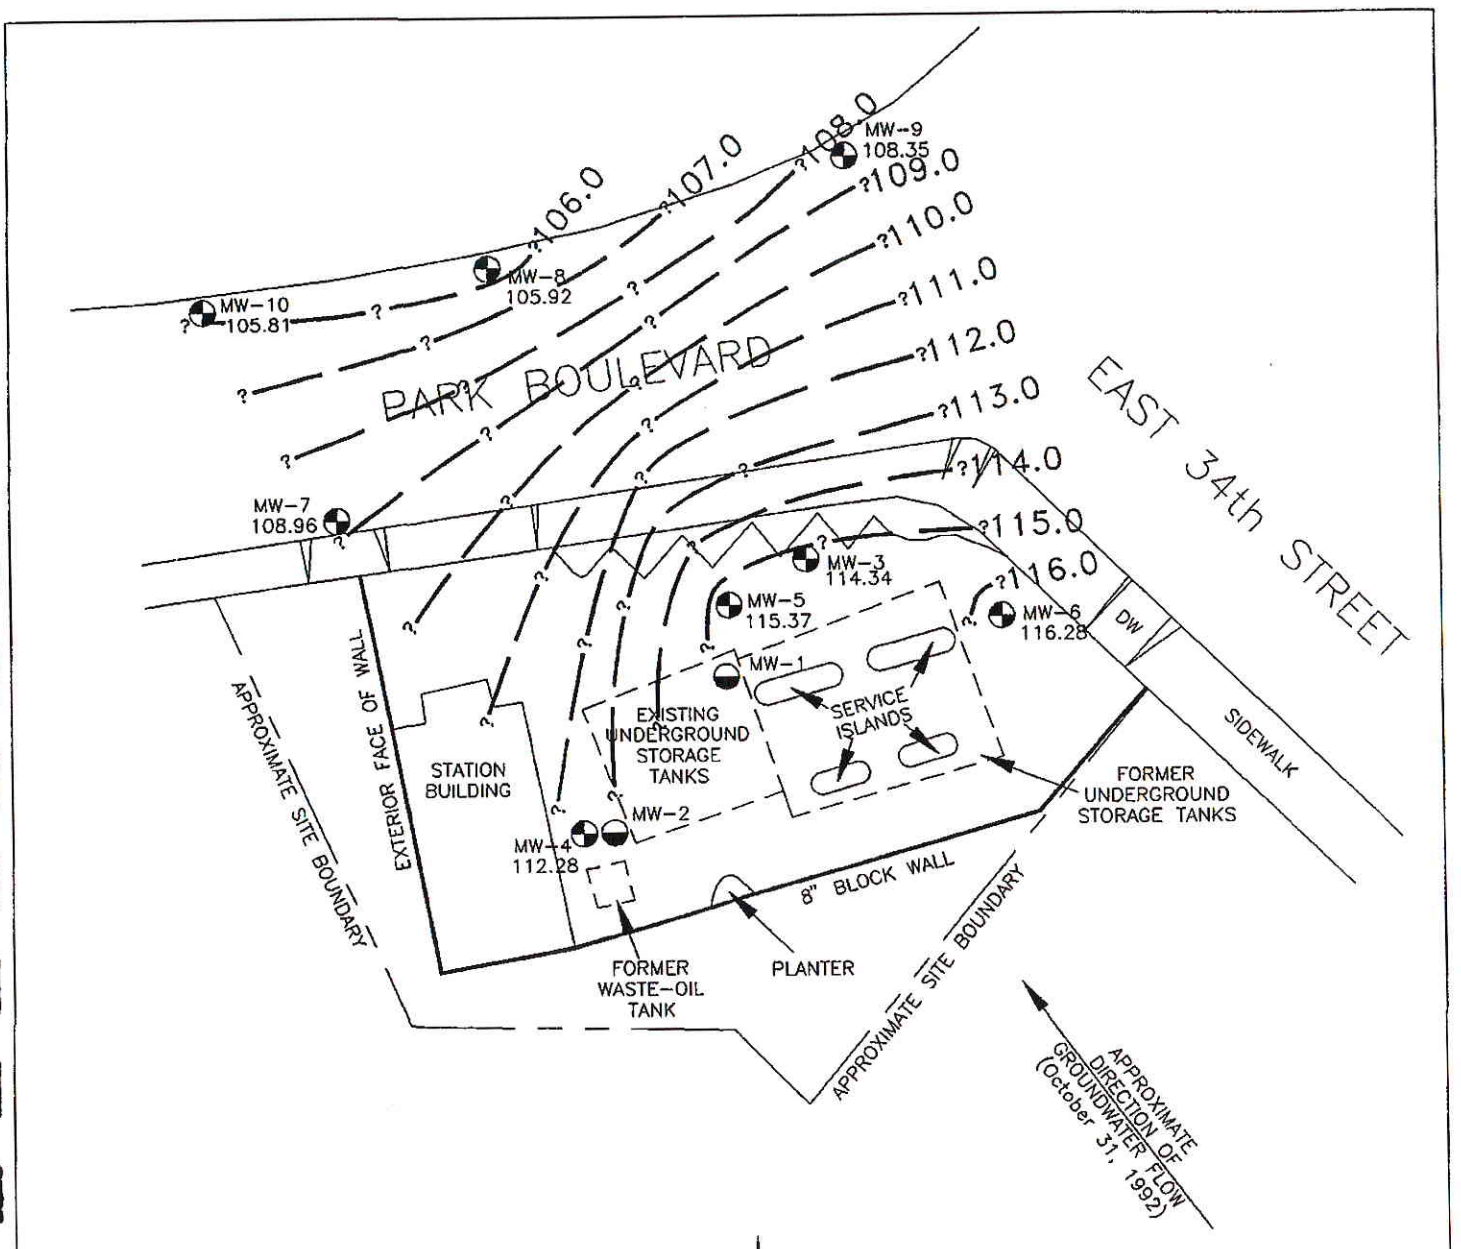 108.0
MW-9
108.35
107.0
109.0
106.0
110.0
MW-8
105.92
111.0
MW-10
105.81
112.0
PARK BOULEVARD
113.0
EAST 34th STREET
114.0
MW-7
108.96
115.0
MW-3
114.34
116.0
MW-5
115.37
MW-6
116.28
DW
MW-1
SERVICE
ISLANDS
SIDEWALK
EXISTING
UNDERGROUND
STORAGE
TANKS
STATION
BUILDING
EXTERIOR FACE OF WALL
APPROXIMATE SITE BOUNDARY
FORMER
UNDERGROUND
STORAGE TANKS
MW-2
MW-4
112.28
8" BLOCK WALL
FORMER
WASTE-OIL
TANK
PLANTER
APPROXIMATE SITE BOUNDARY
APPROXIMATE
DIRECTION OF
GROUNDWATER FLOW
(October 31, 1992)